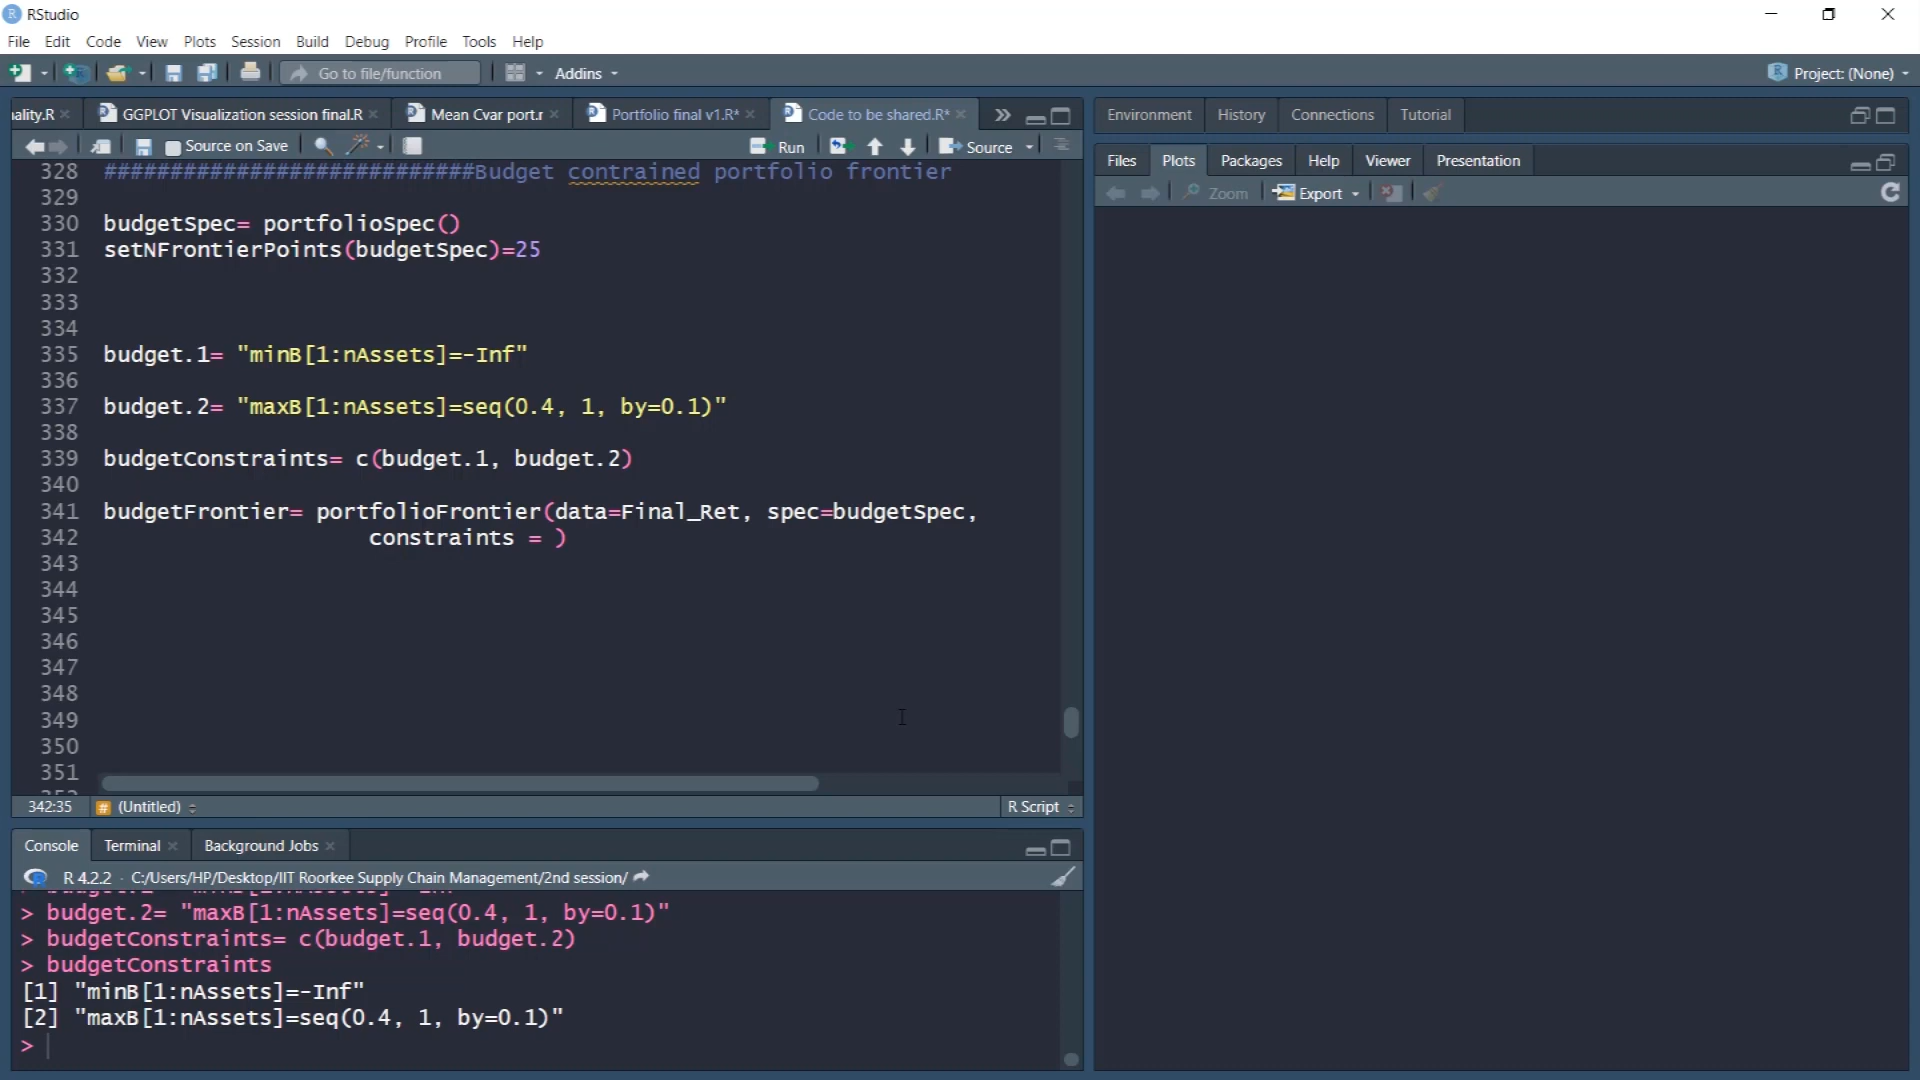 RStudio
File Edit Code View Plots Session Build Debug Profile Tools Help
Go to file/function Addins Project: (None)
ality.R GGPLOT Visualization session final.R Mean Cvar port.r Portfolio final v1.R* Code to be shared.R*
Source on Save Run Source
328 ############################Budget contrained portfolio frontier
329
330 budgetSpec= portfolioSpec()
331 setNFrontierPoints(budgetSpec)=25
332
333
334
335 budget.1= "minB[1:nAssets]=-Inf"
336
337 budget.2= "maxB[1:nAssets]=seq(0.4, 1, by=0.1)"
338
339 budgetConstraints= c(budget.1, budget.2)
340
341 budgetFrontier= portfolioFrontier(data=Final_Ret, spec=budgetSpec,
342 constraints = )
343
344
345
346
347
348
349
350
351
342:35 # (Untitled) R Script
Console Terminal Background Jobs
R 4.2.2 · C:/Users/HP/Desktop/IIT Roorkee Supply Chain Management/2nd session/
> budget.2= "maxB[1:nAssets]=seq(0.4, 1, by=0.1)"
> budgetConstraints= c(budget.1, budget.2)
> budgetConstraints
[1] "minB[1:nAssets]=-Inf"
[2] "maxB[1:nAssets]=seq(0.4, 1, by=0.1)"
>
Environment History Connections Tutorial
Files Plots Packages Help Viewer Presentation
Zoom Export